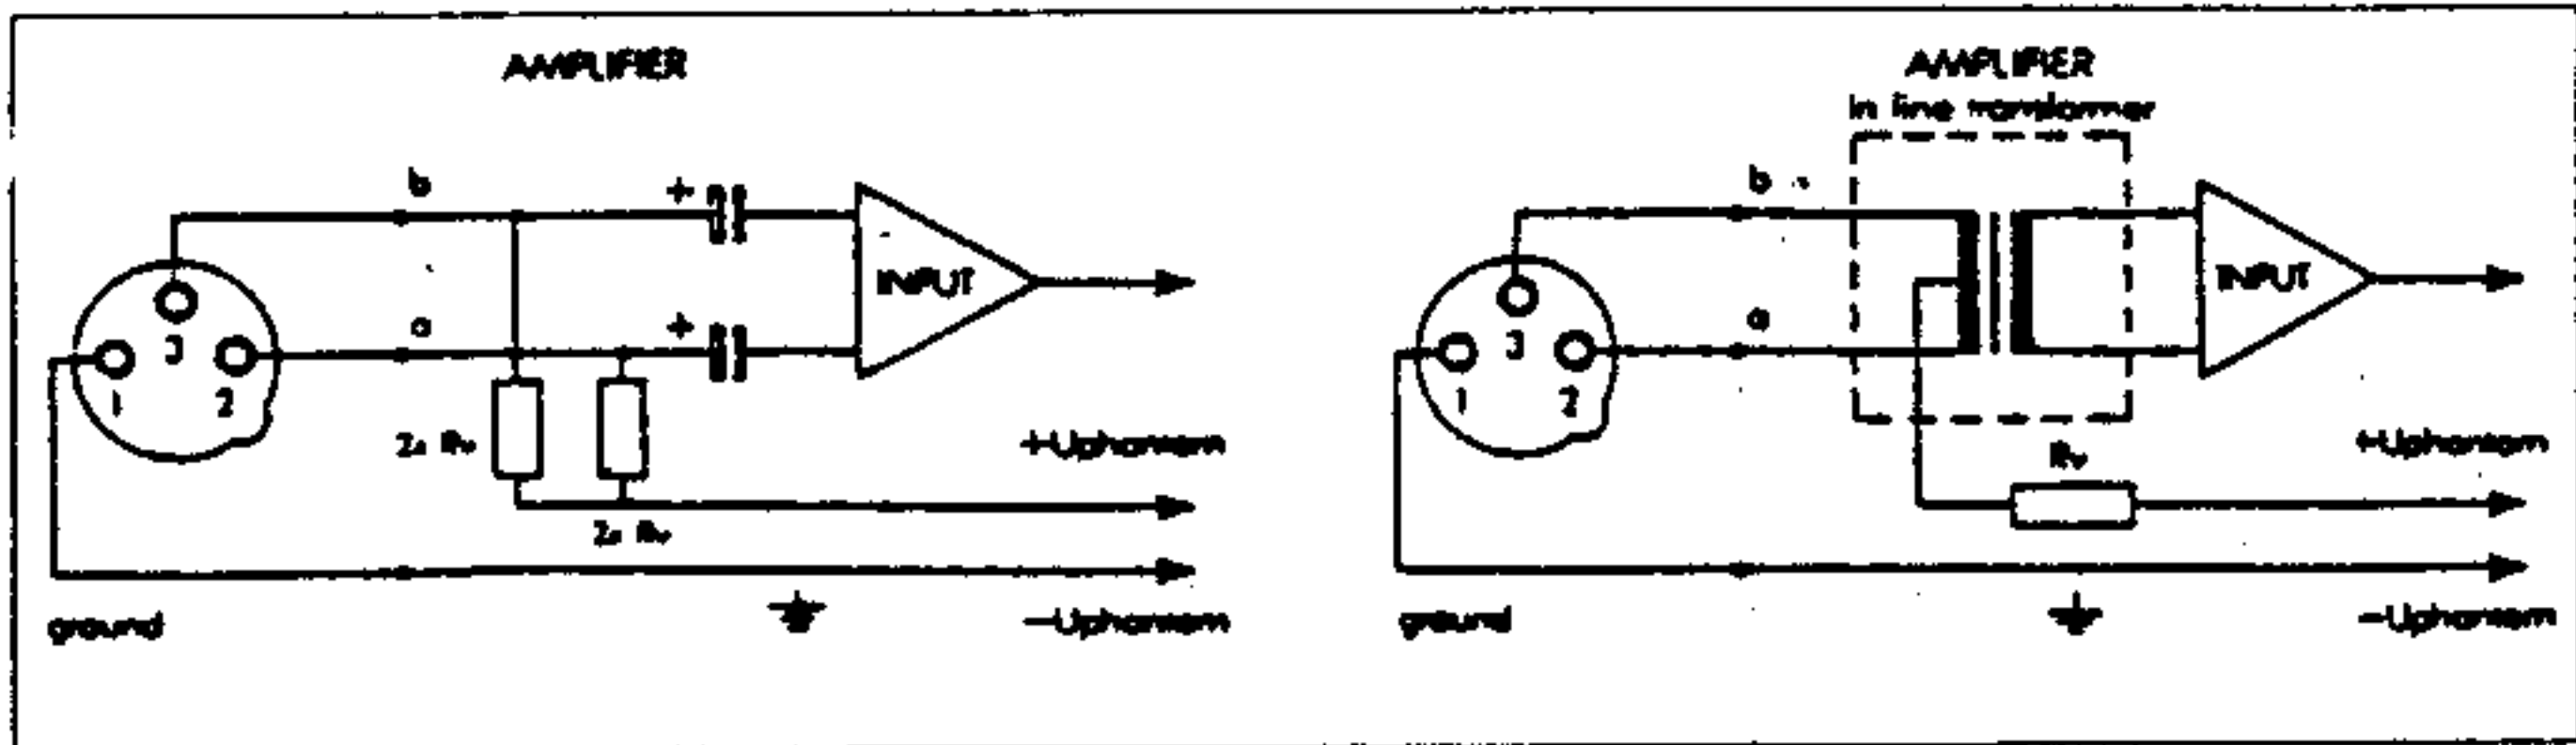 AMPLIFIER
b
+
a
+
INPUT
3
1
2
2x Rv
2x Rv
+Uphantom
ground
−Uphantom
AMPLIFIER
in line transformer
b
a
INPUT
3
1
2
Rv
+Uphantom
ground
−Uphantom